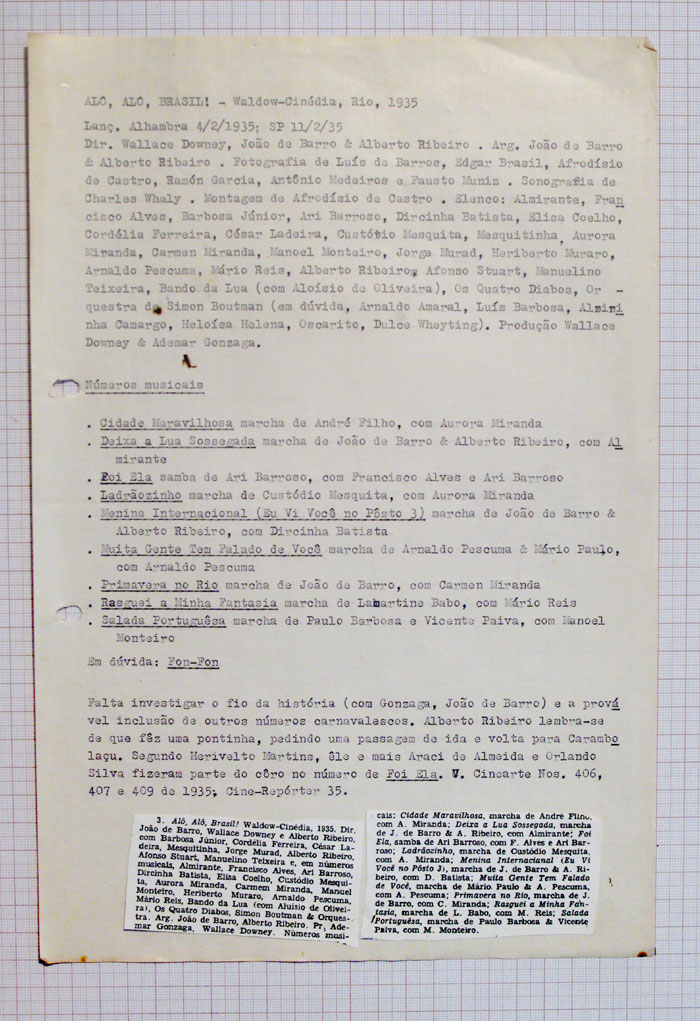 ALO, ALO, BRASIL! - Waldow-Cinédia, Rio, 1935
Lanç. Alhambra 4/2/1935; SP 11/2/35
Dir. Wallace Downey, João de Barro & Alberto Ribeiro . Arg. João de Barro
& Alberto Ribeiro . Fotografia de Luís de Barros, Edgar Brasil, Afrodísio
de Castro, Ramón Garcia, Antônio Medeiros e Fausto Muniz . Sonografia de
Charles Whaly . Montagem de Afrodísio de Castro . Elenco: Almirante, Fran
cisco Alves, Barbosa Júnior, Ari Barroso, Dircinha Batista, Elisa Coelho,
Cordélia Ferreira, César Ladeira, Custódio Mesquita, Mesquitinha, Aurora
Miranda, Carmen Miranda, Manoel Monteiro, Jorge Murad, Heriberto Muraro,
Arnaldo Pescuma, Mário Reis, Alberto Ribeiro, Afonso Stuart, Manuelino
Teixeira, Bando da Lua (com Aloísio de Oliveira), Os Quatro Diabos, Or -
questra de Simon Boutman (em dúvida, Arnaldo Amaral, Luís Barbosa, Alziri
nha Camargo, Heloísa Helena, Oscarito, Dulce Wheyting). Produção Wallace
Downey & Ademar Gonzaga.
Números musicais
. Cidade Maravilhosa marcha de André Filho, com Aurora Miranda
. Deixa a Lua Sossegada marcha de João de Barro & Alberto Ribeiro, com Al
mirante
. Foi Ela samba de Ari Barroso, com Francisco Alves e Ari Barroso
. Ladrãozinho marcha de Custódio Mesquita, com Aurora Miranda
. Menina Internacional (Eu Vi Você no Pôsto 3) marcha de João de Barro &
Alberto Ribeiro, com Dircinha Batista
. Muita Gente Tem Falado de Você marcha de Arnaldo Pescuma & Mário Paulo,
com Arnaldo Pescuma
. Primavera no Rio marcha de João de Barro, com Carmen Miranda
. Rasguei a Minha Fantasia marcha de Lamartine Babo, com Mário Reis
. Salada Portuguêsa marcha de Paulo Barbosa e Vicente Paiva, com Manoel
Monteiro
Em dúvida: Fon-Fon
Falta investigar o fio da história (com Gonzaga, João de Barro) e a prová
vel inclusão de outros números carnavalescos. Alberto Ribeiro lembra-se
de que fêz uma pontinha, pedindo uma passagem de ida e volta para Carambo
laçu. Segundo Herivelto Martins, êle e mais Araci de Almeida e Orlando
Silva fizeram parte do côro no número de Foi Ela. V. Cinearte Nos. 406,
407 e 409 de 1935; Cine-Repórter 35.
3. Alô, Alô, Brasil! Waldow-Cinédia, 1935. Dir.
João de Barro, Wallace Downey e Alberto Ribeiro,
com Barbosa Júnior, Cordélia Ferreira, César La-
deira, Mesquitinha, Jorge Murad, Alberto Ribeiro,
Afonso Stuart, Manuelino Teixeira e, em números
musicais, Almirante, Francisco Alves, Ari Barroso,
Dircinha Batista, Elisa Coelho, Custódio Mesqui-
ta, Aurora Miranda, Carmem Miranda, Manuel
Monteiro, Heriberto Muraro, Arnaldo Pescuma,
Mário Reis, Bando da Lua (com Aluisio de Olivei-
ra), Os Quatro Diabos, Simon Boutman & Orques-
tra. Arg. João de Barro, Alberto Ribeiro. Pr, Ade-
mar Gonzaga, Wallace Downey. Números musi-
cais: Cidade Maravilhosa, marcha de André Filho,
com A. Miranda; Deixa a Lua Sossegada, marcha
de J. de Barro & A. Ribeiro, com Almirante; Foi
Ela, samba de Ari Barroso, com F. Alves e Ari Bar-
roso; Ladrãozinho, marcha de Custódio Mesquita,
com A. Miranda; Menina Internacional (Eu Vi
Você no Pôsto 3), marcha de J. de Barro & A. Ri-
beiro, com D. Batista; Muita Gente Tem Falado
de Você, marcha de Mário Paulo & A. Pescuma,
com A. Pescuma; Primavera no Rio, marcha de J.
de Barro, com C. Miranda; Rasguei a Minha Fan-
tasia, marcha de L. Babo, com M. Reis; Salada
Portuguêsa, marcha de Paulo Barbosa & Vicente
Paiva, com M. Monteiro.